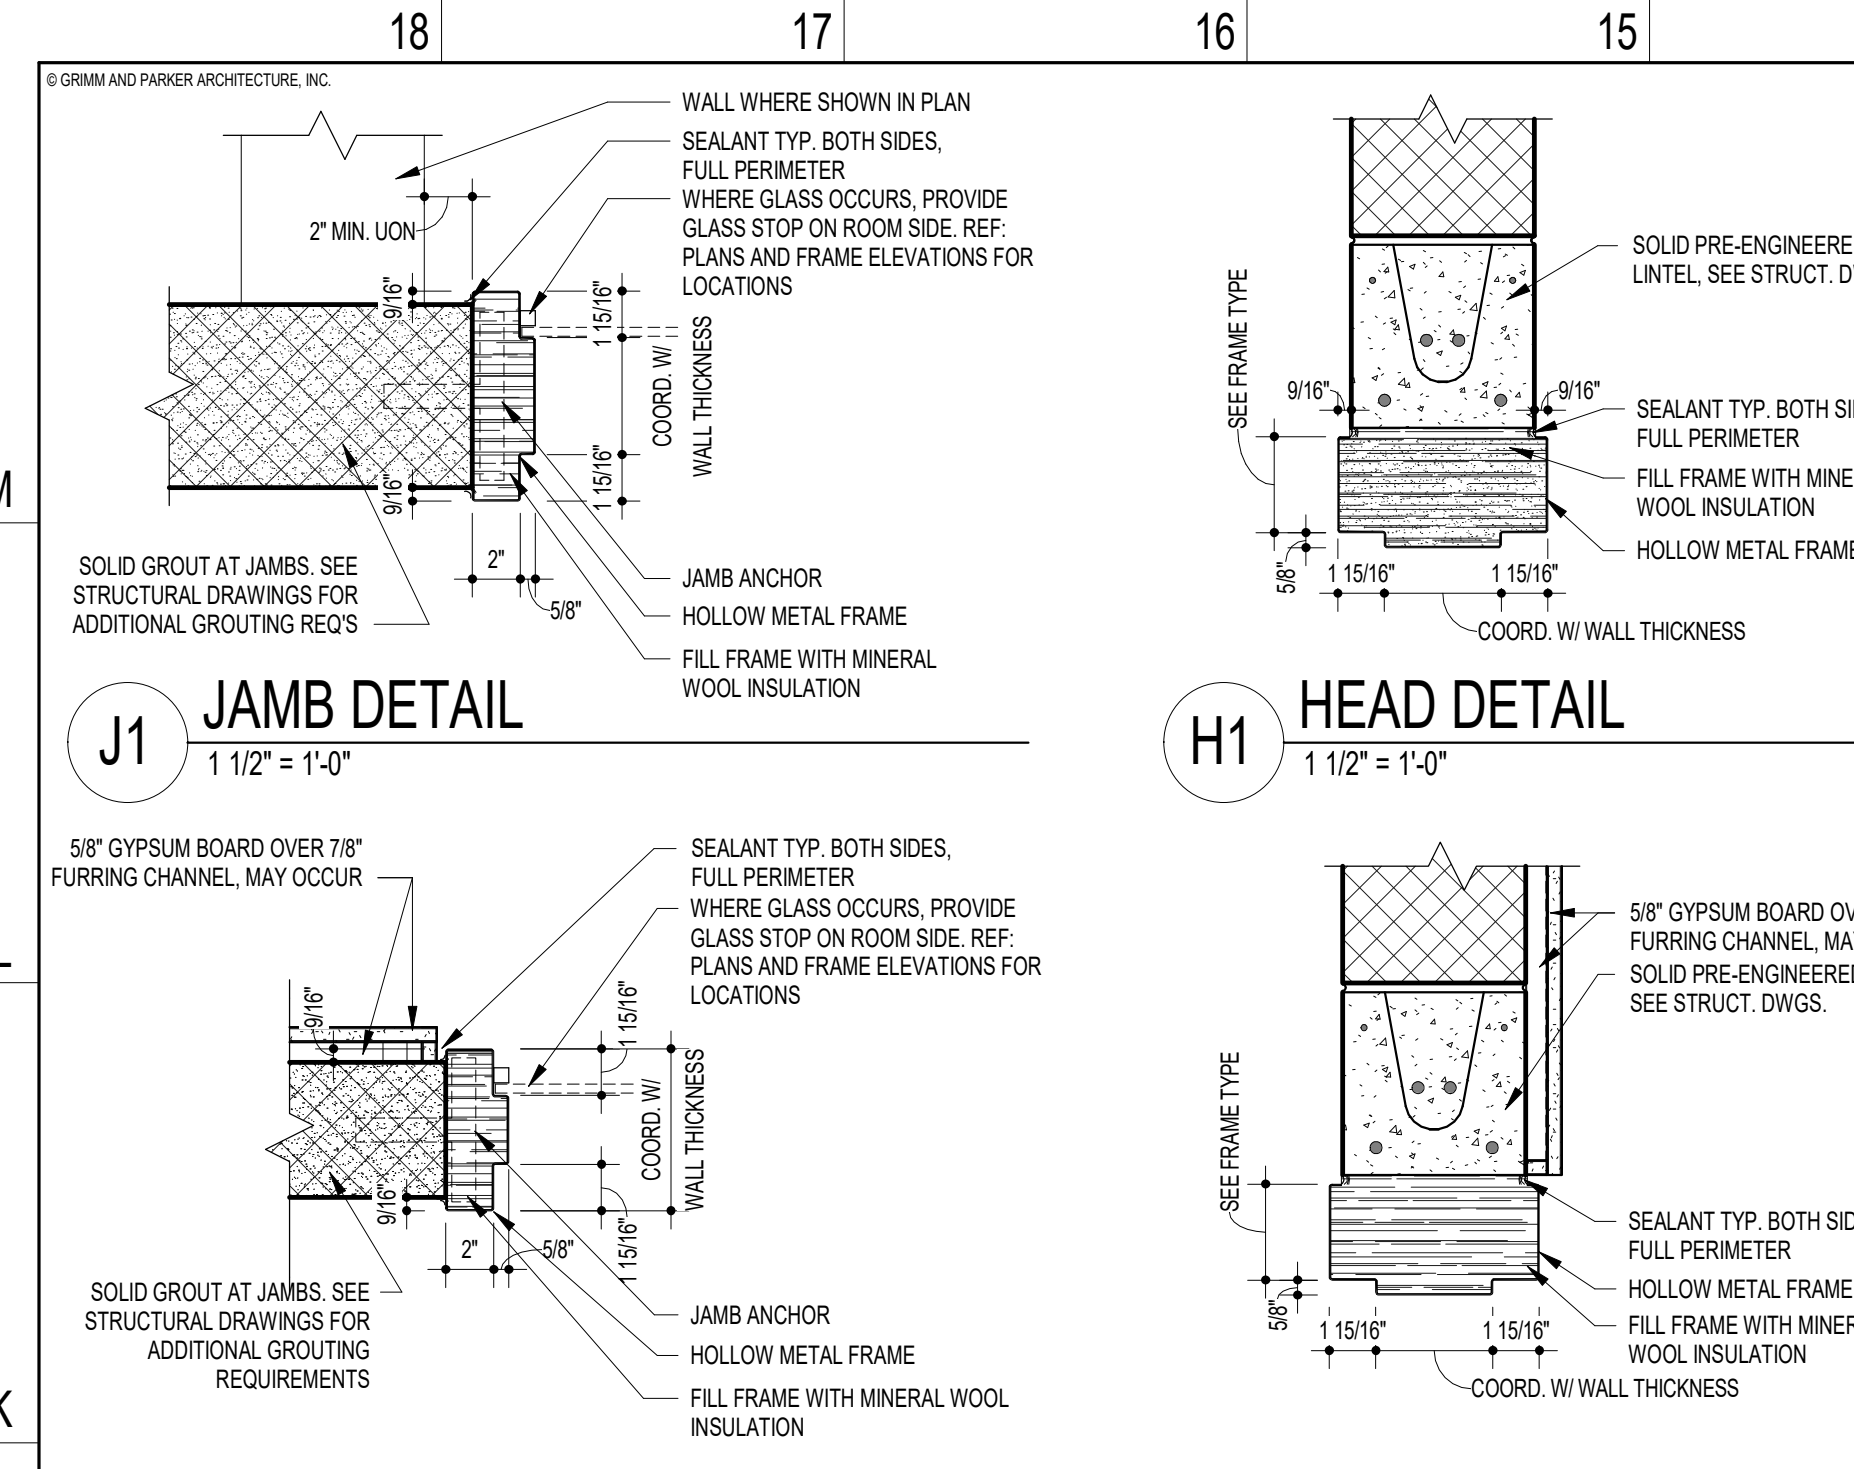 18
17
16
15
© GRIMM AND PARKER ARCHITECTURE, INC.
WALL WHERE SHOWN IN PLAN
SEALANT TYP. BOTH SIDES,
FULL PERIMETER
WHERE GLASS OCCURS, PROVIDE
GLASS STOP ON ROOM SIDE. REF:
PLANS AND FRAME ELEVATIONS FOR
LOCATIONS
2" MIN. UON
9/16"
1 15/16"
COORD. W/
WALL THICKNESS
9/16"
1 15/16"
2"
5/8"
SOLID GROUT AT JAMBS. SEE
STRUCTURAL DRAWINGS FOR
ADDITIONAL GROUTING REQ'S
JAMB ANCHOR
HOLLOW METAL FRAME
FILL FRAME WITH MINERAL
WOOL INSULATION
J1
JAMB DETAIL
1 1/2" = 1'-0"
SOLID PRE-ENGINEERE
LINTEL, SEE STRUCT. D
SEE FRAME TYPE
9/16"
9/16"
SEALANT TYP. BOTH SI
FULL PERIMETER
FILL FRAME WITH MINE
WOOL INSULATION
HOLLOW METAL FRAME
5/8"
1 15/16"
1 15/16"
COORD. W/ WALL THICKNESS
H1
HEAD DETAIL
1 1/2" = 1'-0"
M
5/8" GYPSUM BOARD OVER 7/8"
FURRING CHANNEL, MAY OCCUR
SEALANT TYP. BOTH SIDES,
FULL PERIMETER
WHERE GLASS OCCURS, PROVIDE
GLASS STOP ON ROOM SIDE. REF:
PLANS AND FRAME ELEVATIONS FOR
LOCATIONS
9/16"
1 15/16"
COORD. W/
WALL THICKNESS
9/16"
1 15/16"
2"
5/8"
SOLID GROUT AT JAMBS. SEE
STRUCTURAL DRAWINGS FOR
ADDITIONAL GROUTING
REQUIREMENTS
JAMB ANCHOR
HOLLOW METAL FRAME
FILL FRAME WITH MINERAL WOOL
INSULATION
5/8" GYPSUM BOARD OV
FURRING CHANNEL, MA
SOLID PRE-ENGINEERED
SEE STRUCT. DWGS.
SEE FRAME TYPE
SEALANT TYP. BOTH SID
FULL PERIMETER
HOLLOW METAL FRAME
FILL FRAME WITH MINER
WOOL INSULATION
5/8"
1 15/16"
1 15/16"
COORD. W/ WALL THICKNESS
L
K